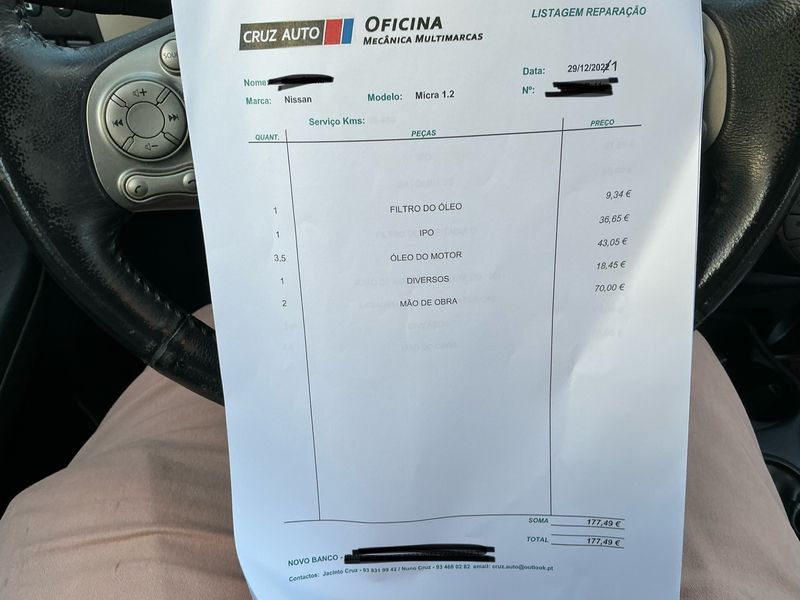 CRUZ AUTO
OFICINA
MECÂNICA MULTIMARCAS
LISTAGEM REPARAÇÃO
Nome:
Data: 29/12/2021
Marca: Nissan Modelo: Micra 1.2 Nº:
Serviço Kms:
QUANT. PEÇAS PREÇO
1 FILTRO DO ÓLEO 9,34 €
1 IPO 36,65 €
3,5 ÓLEO DO MOTOR 43,05 €
1 DIVERSOS 18,45 €
2 MÃO DE OBRA 70,00 €
SOMA 177,49 €
TOTAL 177,49 €
NOVO BANCO -
Contactos: Jacinto Cruz - 93 831 99 42 / Nuno Cruz - 93 468 02 82 email: cruz.auto@outlook.pt